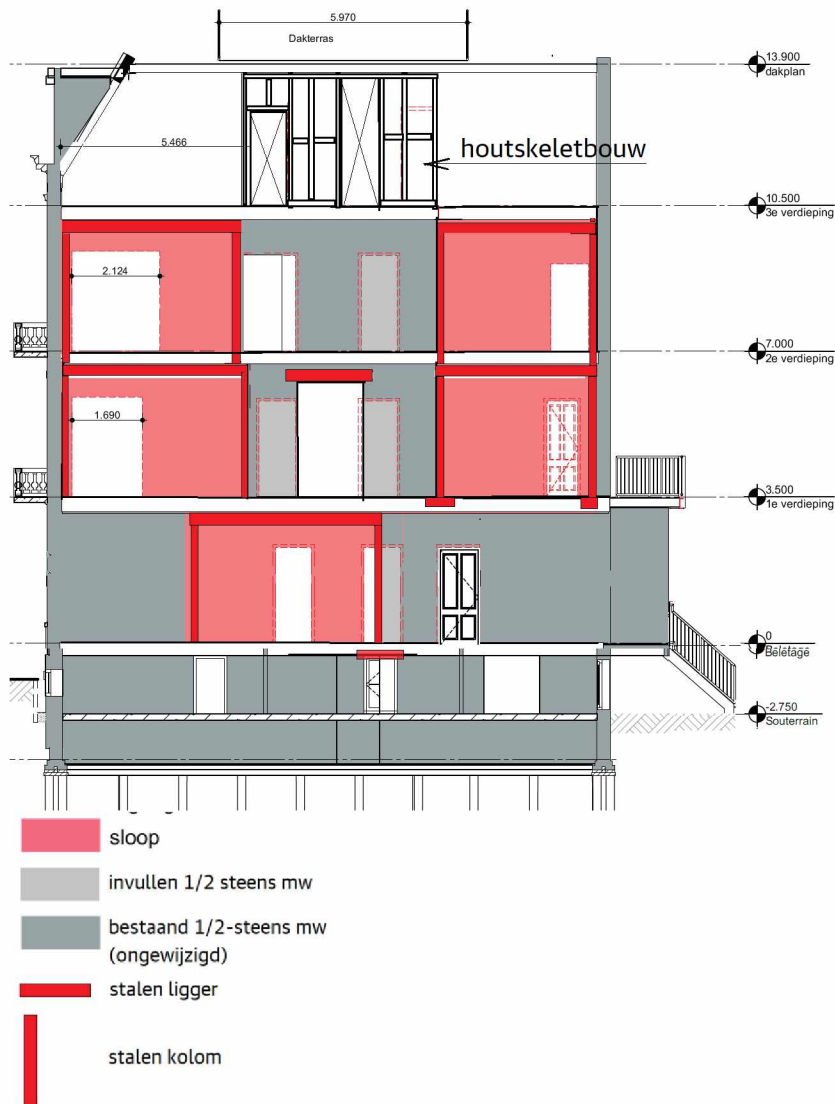 5.970
Dakterras
13.900
dakplan
5.466
houtskeletbouw
10.500
3e verdieping
2.124
7.000
2e verdieping
1.690
3.500
1e verdieping
0
Beletage
-2.750
Souterrain
sloop
invullen 1/2 steens mw
bestaand 1/2-steens mw
(ongewijzigd)
stalen ligger
stalen kolom